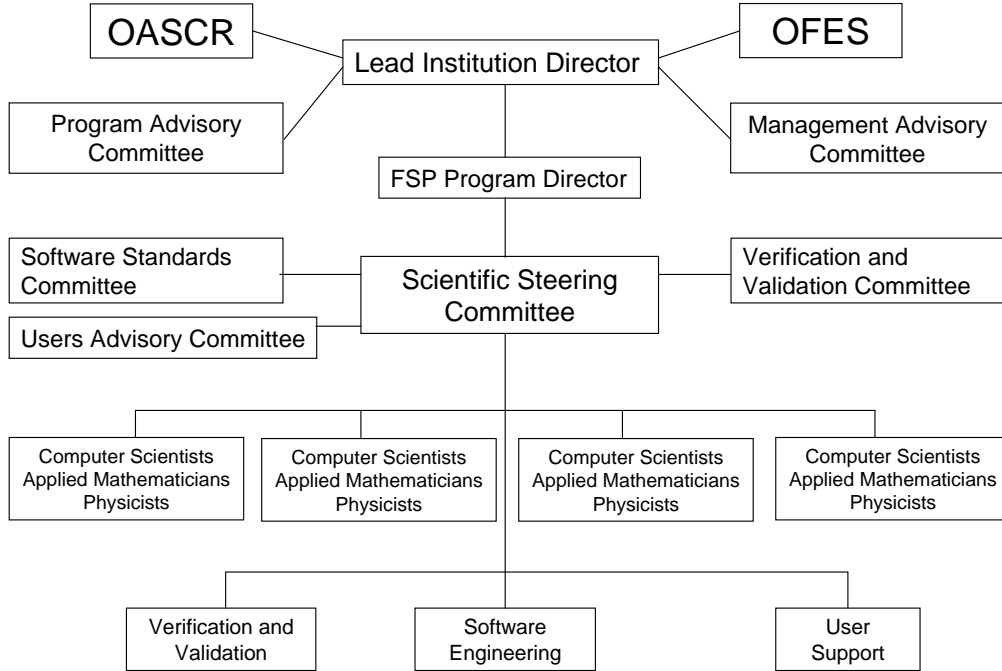 OASCR
OFES
Lead Institution Director
Program Advisory
Committee
Management Advisory
Committee
FSP Program Director
Software Standards
Committee
Scientific Steering
Committee
Verification and
Validation Committee
Users Advisory Committee
Computer Scientists
Applied Mathematicians
Physicists
Computer Scientists
Applied Mathematicians
Physicists
Computer Scientists
Applied Mathematicians
Physicists
Computer Scientists
Applied Mathematicians
Physicists
Verification and
Validation
Software
Engineering
User
Support